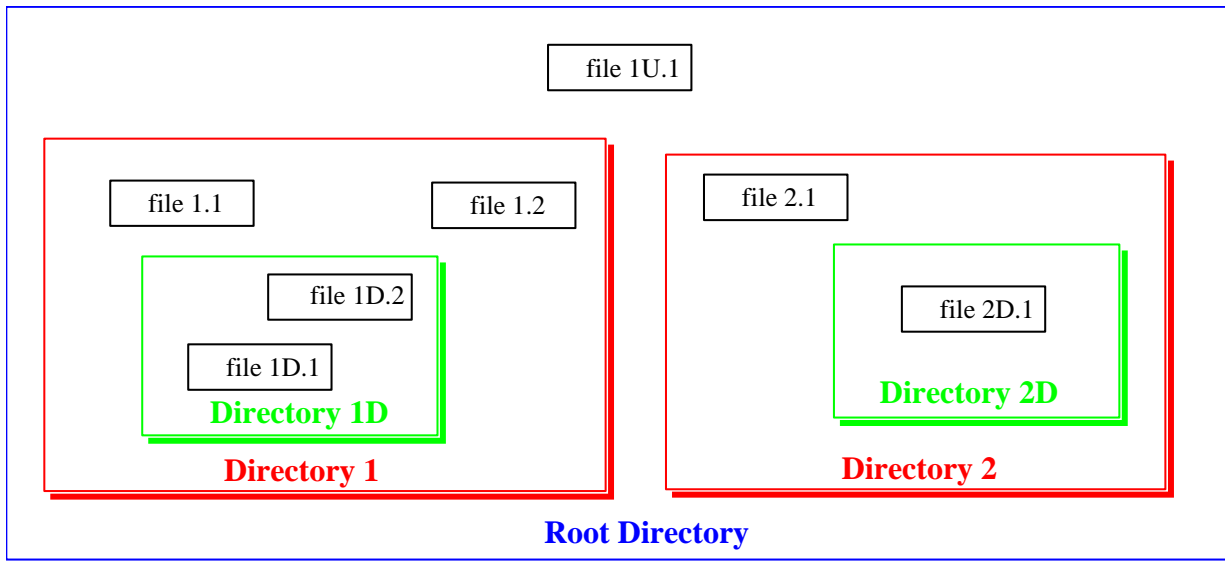 file 1U.1
file 1.1
file 1.2
file 1D.2
file 1D.1
Directory 1D
Directory 1
file 2.1
file 2D.1
Directory 2D
Directory 2
Root Directory